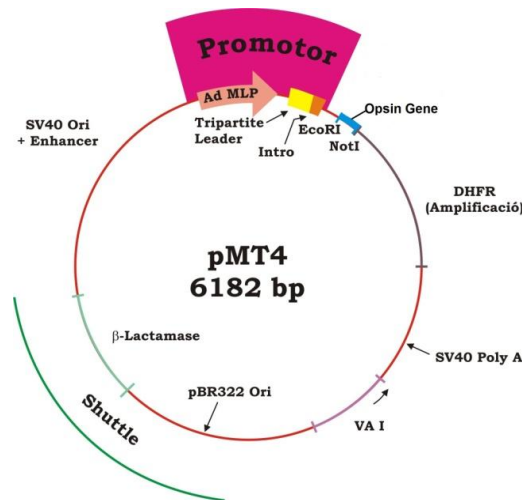 Promotor
Ad MLP
Tripartite
Leader
Intro
EcoRI
NotI
Opsin Gene
SV40 Ori
+ Enhancer
DHFR
(Amplificació)
pMT4
6182 bp
β-Lactamase
SV40 Poly A
pBR322 Ori
VA I
Shuttle